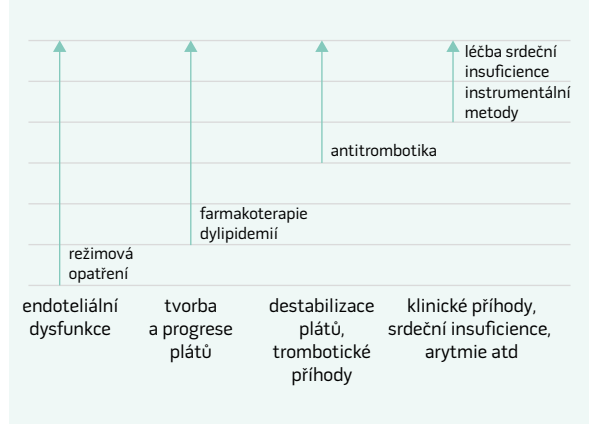 léčba srdeční
insuficience
instrumentální
metody
antitrombotika
farmakoterapie
dylipidemií
režimová
opatření
endoteliální
dysfunkce
tvorba
a progrese
plátů
destabilizace
plátů,
trombotické
příhody
klinické příhody,
srdeční insuficience,
arytmie atd